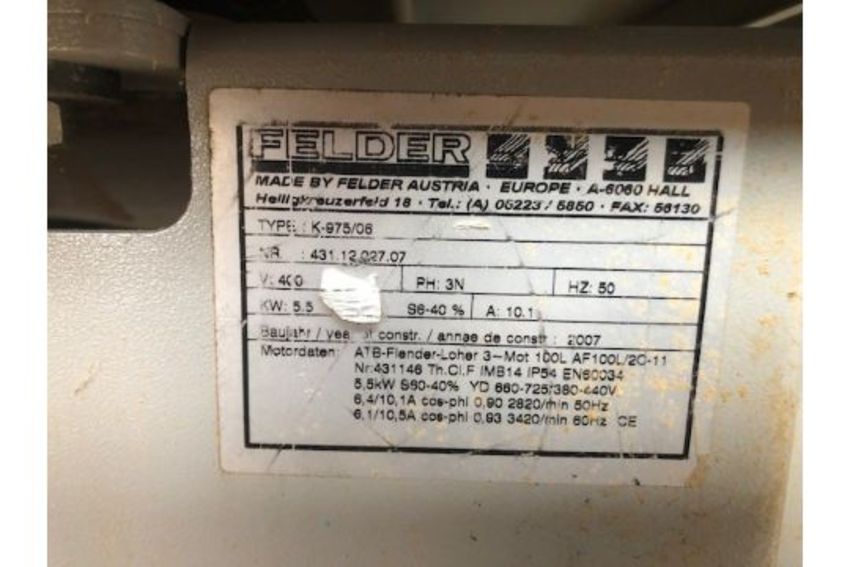 FELDER
MADE BY FELDER AUSTRIA · EUROPE · A-6060 HALL
Heiligkreuzerfeld 18 · Tel.: (A) 05223 / 5850 · FAX: 56130
TYPE: K-975/06
NR. : 431.12.027.07
V: 400 PH: 3N HZ: 50
KW: 5.5 S6-40 % A: 10.1
Baujahr / year of constr. / annae de constr : 2007
Motordaten: ATB-Flender-Loher 3~Mot 100L AF100L/2C-11
Nr:431146 Th.Cl.F IMB14 IP54 EN60034
5,5kW S60-40% YD 660-725/380-440V
6,4/10,1A cos-phi 0,90 2820/min 50Hz
6,1/10,5A cos-phi 0,93 3420/min 60Hz CE